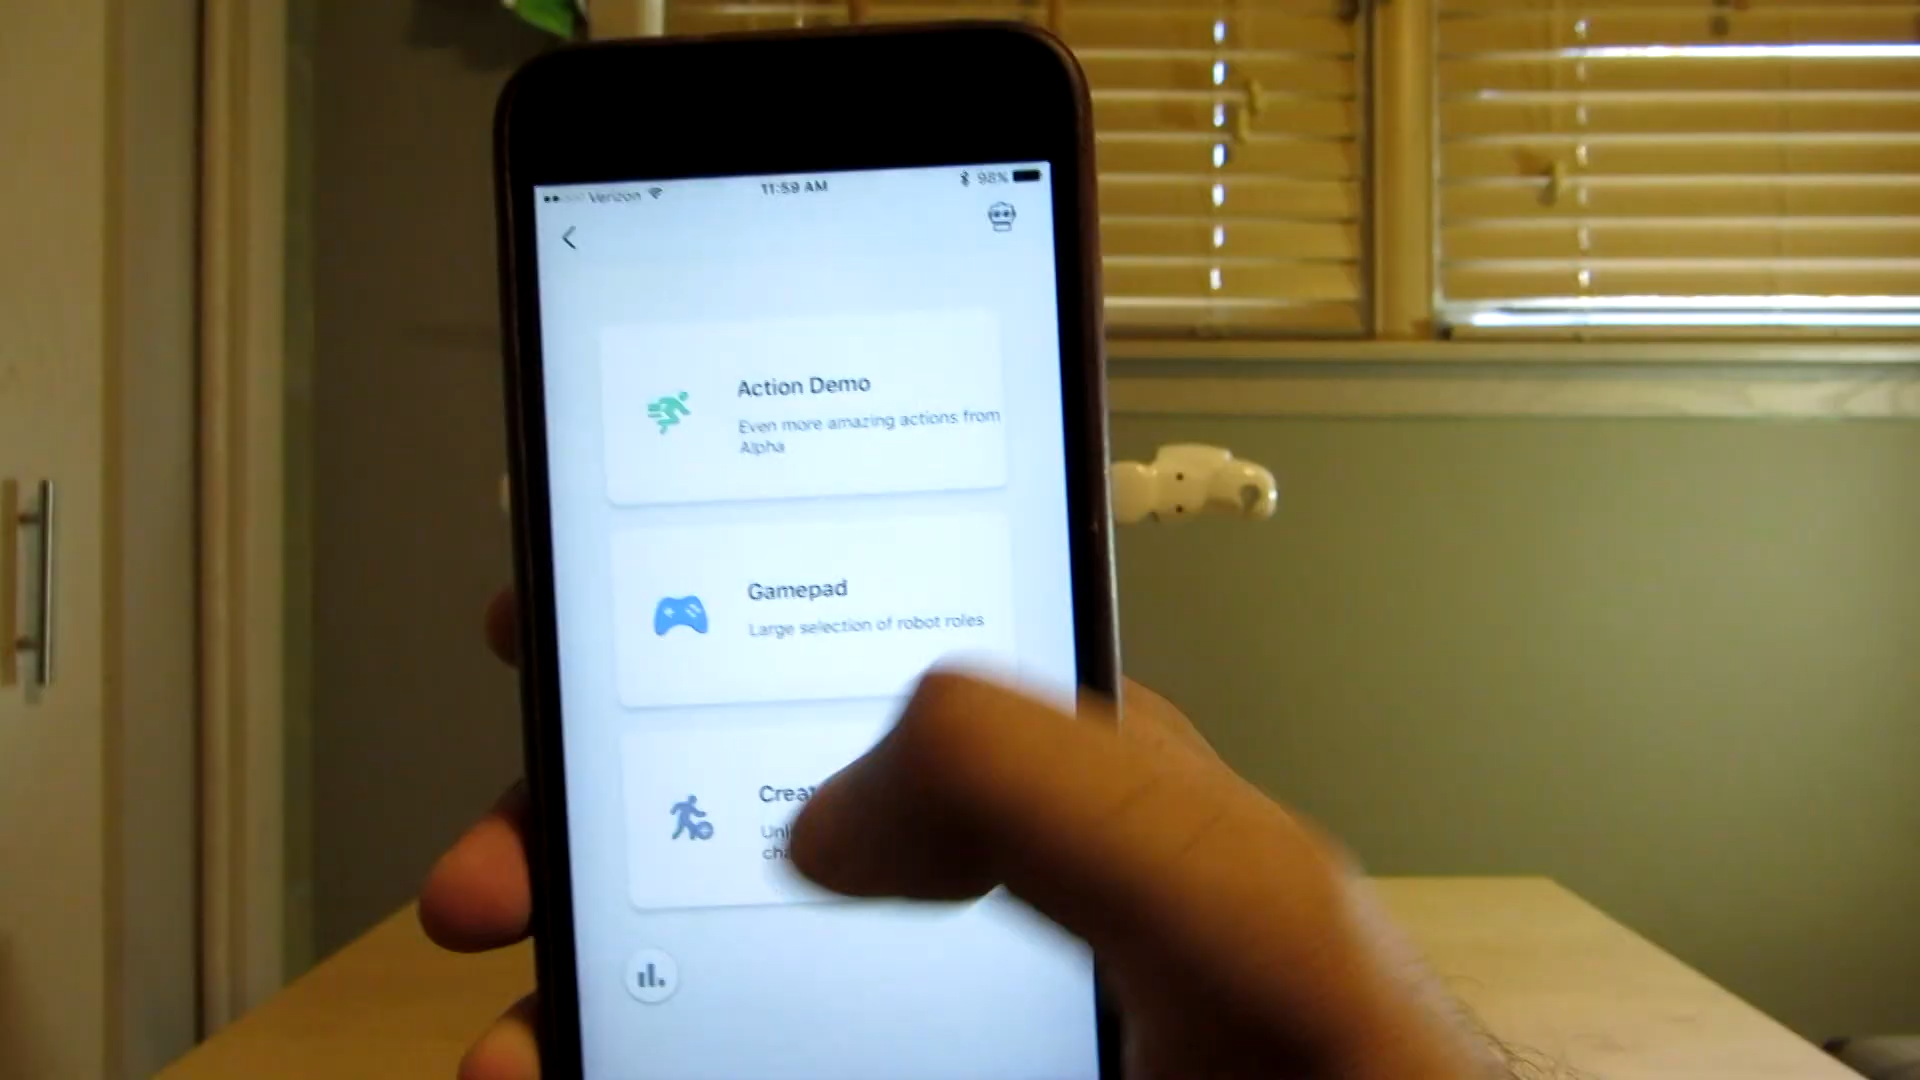 Verizon 11:59 AM 98%
Action Demo
Even more amazing actions from
Alpha
Gamepad
Large selection of robot roles